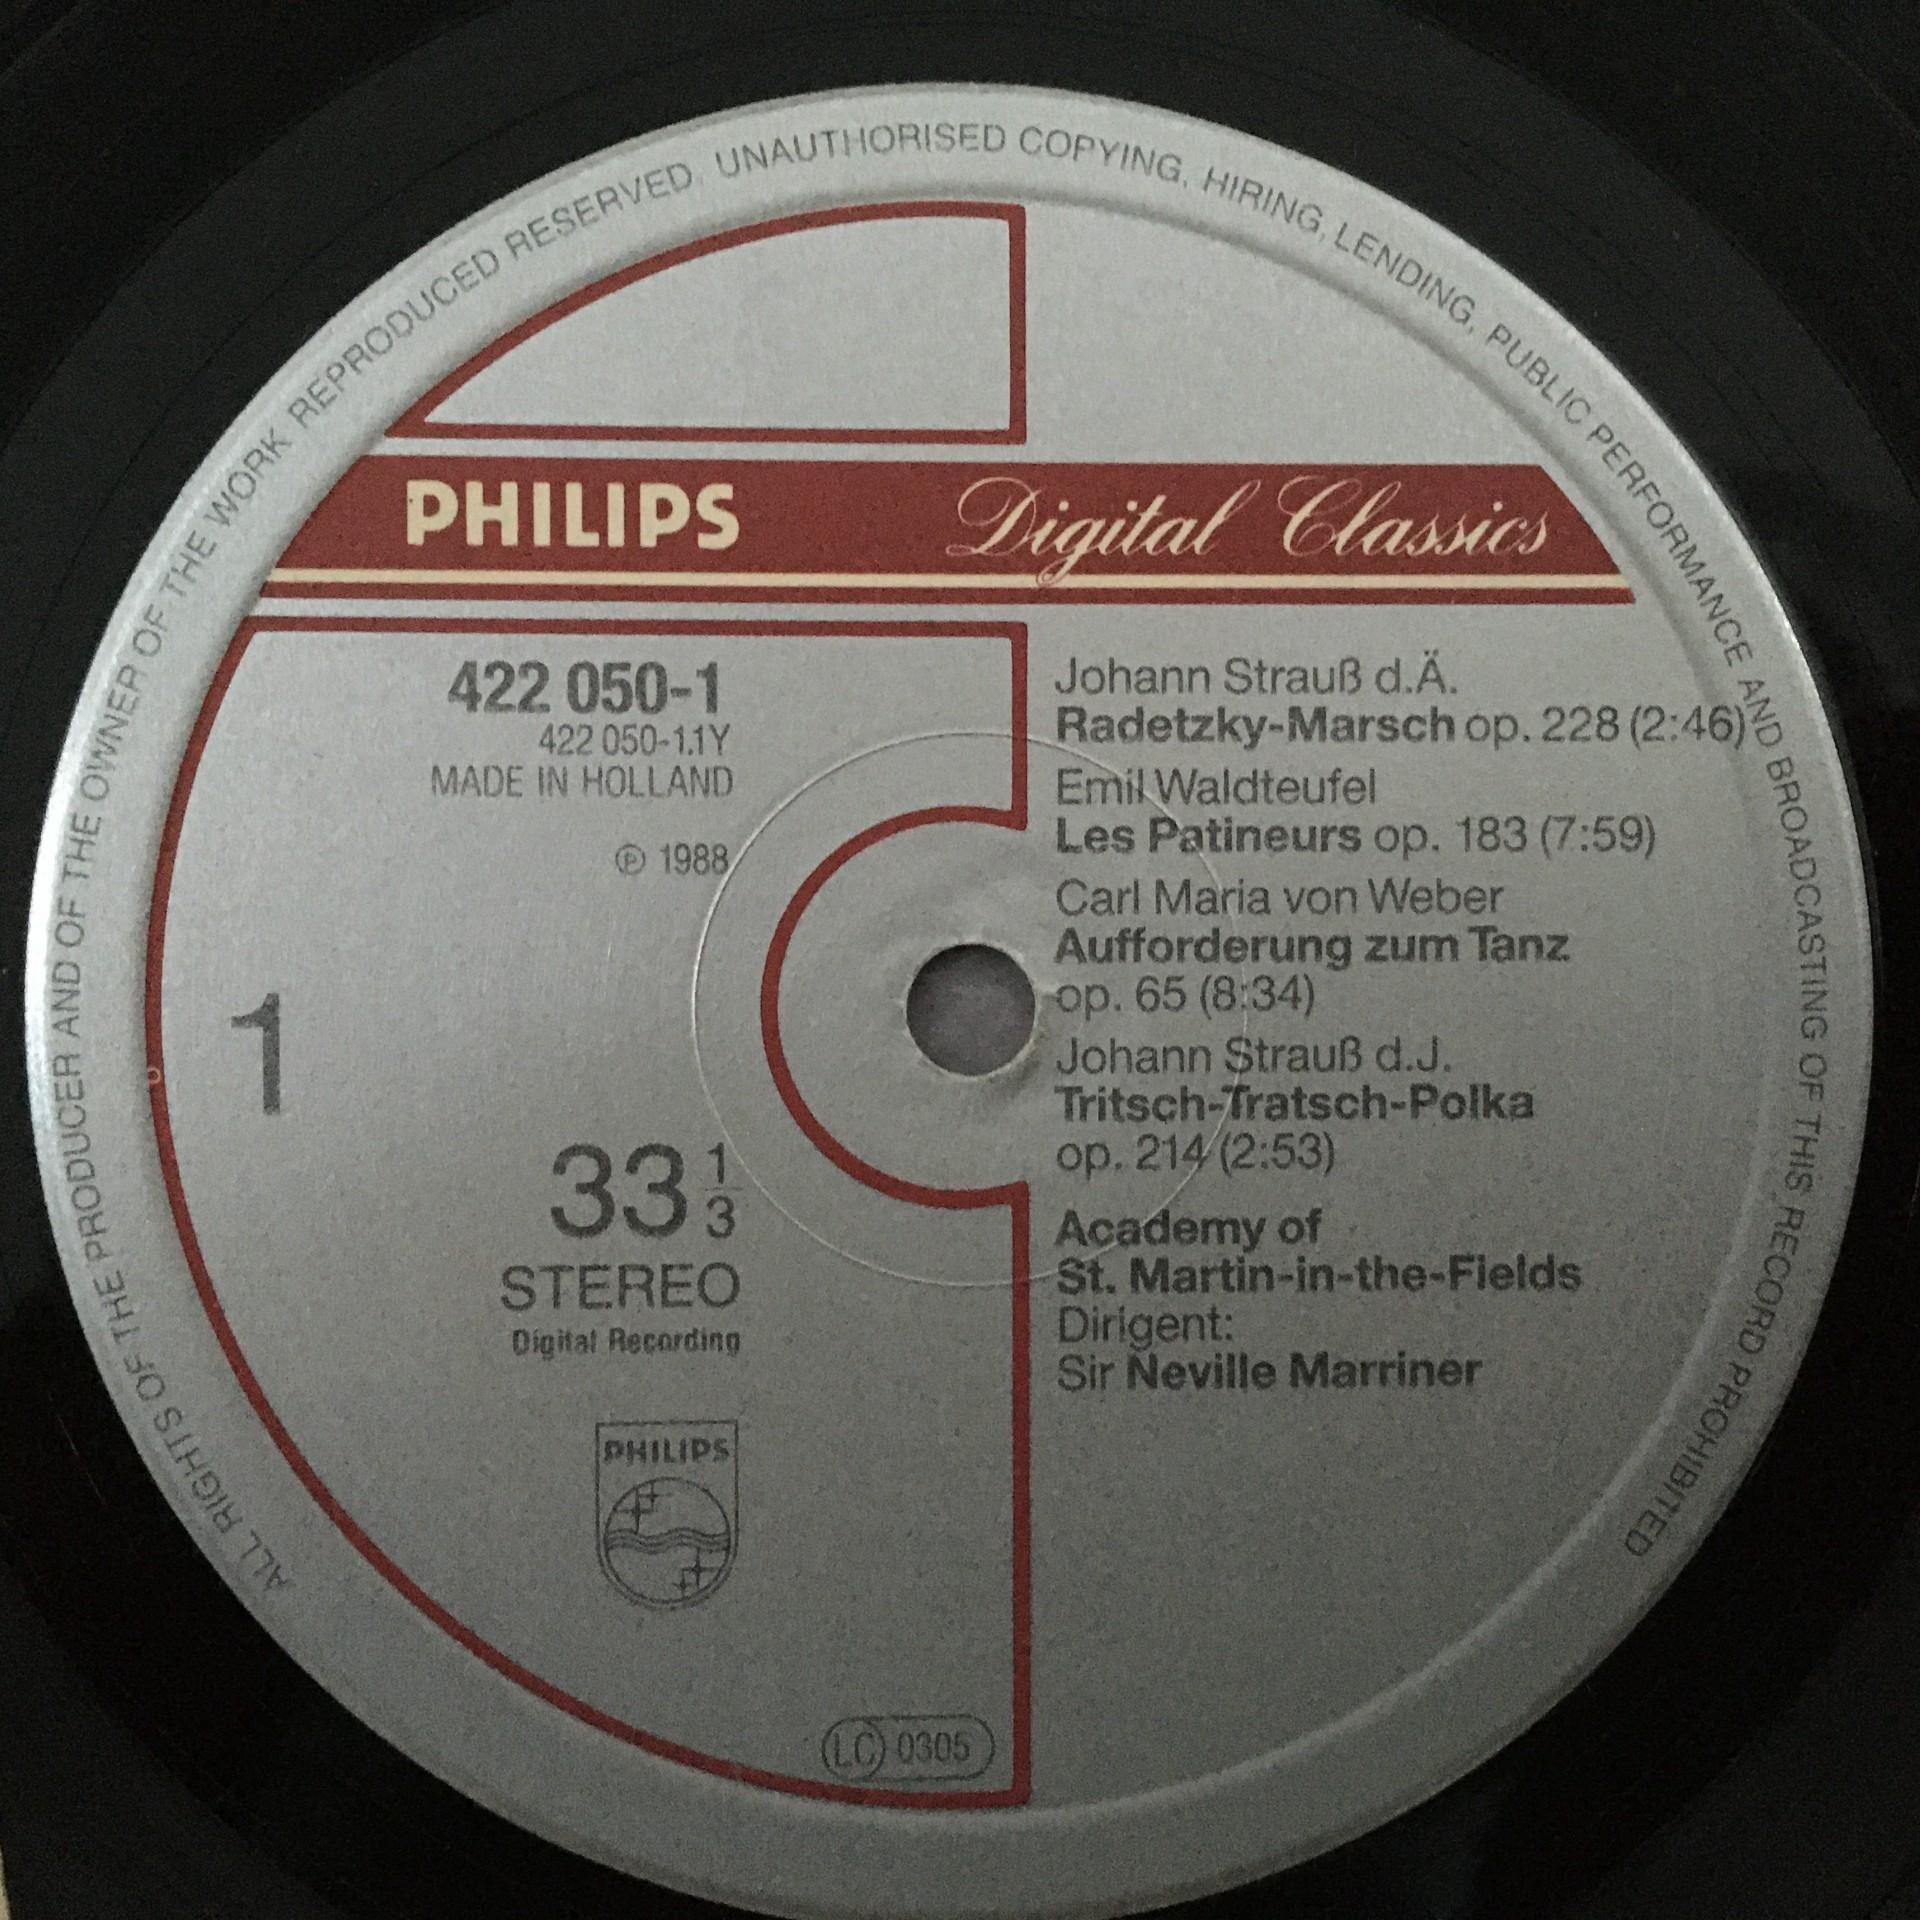 ALL RIGHTS OF THE PRODUCER AND OF THE OWNER OF THE WORK REPRODUCED RESERVED. UNAUTHORISED COPYING, HIRING, LENDING, PUBLIC PERFORMANCE AND BROADCASTING OF THIS RECORD PROHIBITED
PHILIPS Digital Classics
422 050-1
422 050-1.1Y
MADE IN HOLLAND
℗ 1988
1
33 1/3
STEREO
Digital Recording
PHILIPS
LC 0305
Johann Strauß d.Ä.
Radetzky-Marsch op. 228 (2:46)
Emil Waldteufel
Les Patineurs op. 183 (7:59)
Carl Maria von Weber
Aufforderung zum Tanz
op. 65 (8:34)
Johann Strauß d.J.
Tritsch-Tratsch-Polka
op. 214 (2:53)
Academy of
St. Martin-in-the-Fields
Dirigent:
Sir Neville Marriner